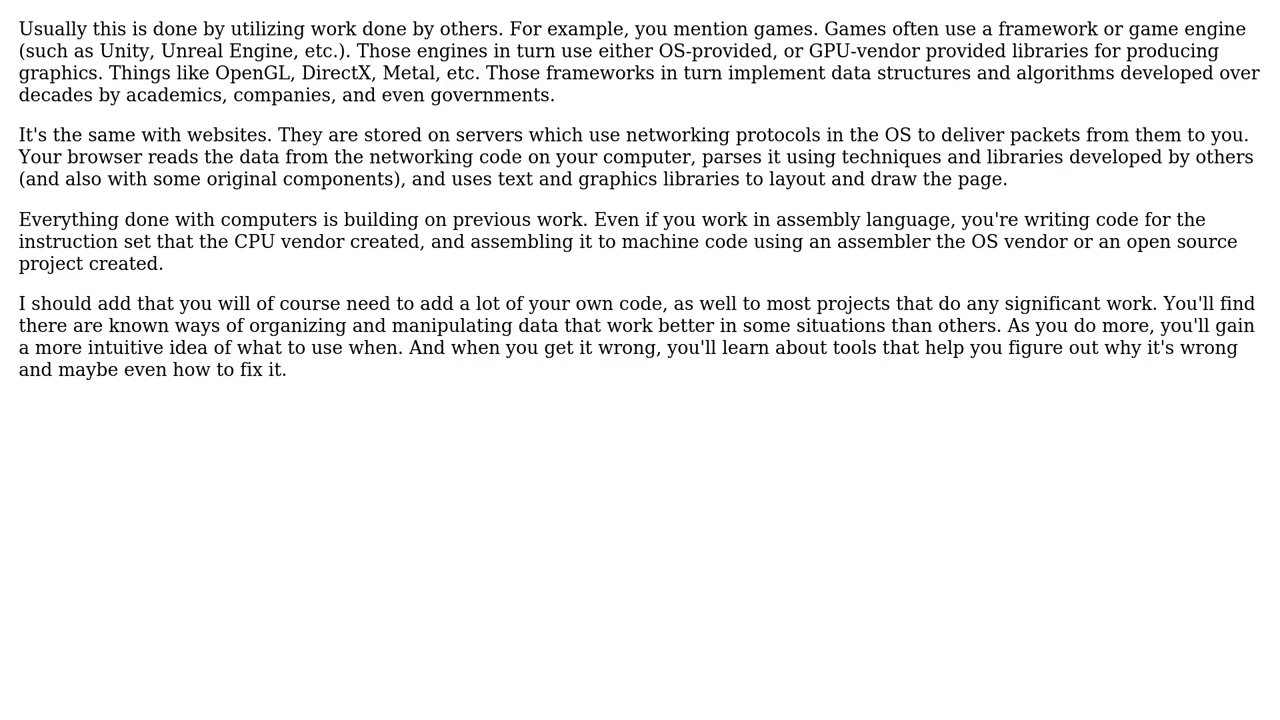 Usually this is done by utilizing work done by others. For example, you mention games. Games often use a framework or game engine
(such as Unity, Unreal Engine, etc.). Those engines in turn use either OS-provided, or GPU-vendor provided libraries for producing
graphics. Things like OpenGL, DirectX, Metal, etc. Those frameworks in turn implement data structures and algorithms developed over
decades by academics, companies, and even governments.
It's the same with websites. They are stored on servers which use networking protocols in the OS to deliver packets from them to you.
Your browser reads the data from the networking code on your computer, parses it using techniques and libraries developed by others
(and also with some original components), and uses text and graphics libraries to layout and draw the page.
Everything done with computers is building on previous work. Even if you work in assembly language, you're writing code for the
instruction set that the CPU vendor created, and assembling it to machine code using an assembler the OS vendor or an open source
project created.
I should add that you will of course need to add a lot of your own code, as well to most projects that do any significant work. You'll find
there are known ways of organizing and manipulating data that work better in some situations than others. As you do more, you'll gain
a more intuitive idea of what to use when. And when you get it wrong, you'll learn about tools that help you figure out why it's wrong
and maybe even how to fix it.